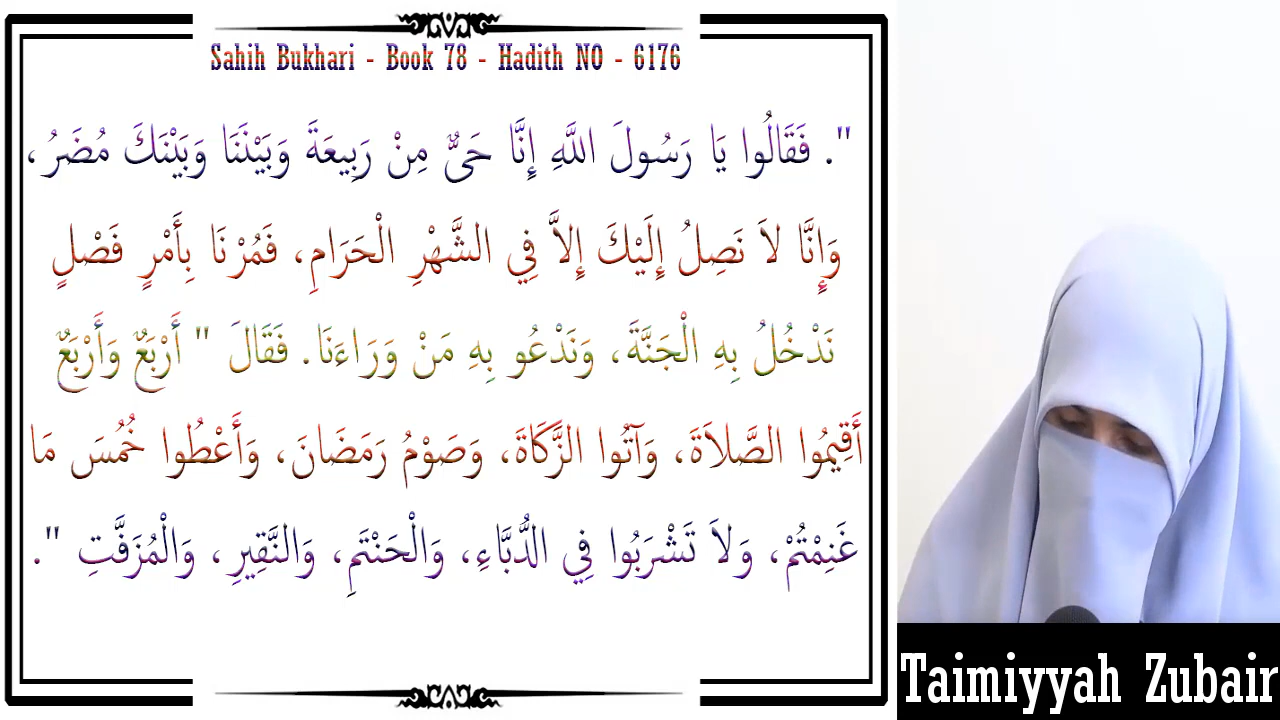 Sahih Bukhari - Book 78 - Hadith NO - 6176
". فَقَالُوا يَا رَسُولَ اللَّهِ إِنَّا حَىٌّ مِنْ رَبِيعَةَ وَبَيْنَنَا وَبَيْنَكَ مُضَرُ،
وَإِنَّا لاَ نَصِلُ إِلَيْكَ إِلاَّ فِي الشَّهْرِ الْحَرَامِ، فَمُرْنَا بِأَمْرٍ فَصْلٍ
نَدْخُلُ بِهِ الْجَنَّةَ، وَنَدْعُو بِهِ مَنْ وَرَاءَنَا. فَقَالَ " أَرْبَعٌ وَأَرْبَعٌ
أَقِيمُوا الصَّلاَةَ، وَآتُوا الزَّكَاةَ، وَصَوْمُ رَمَضَانَ، وَأَعْطُوا خُمُسَ مَا
غَنِمْتُمْ، وَلاَ تَشْرَبُوا فِي الدُّبَّاءِ، وَالْحَنْتَمِ، وَالنَّقِيرِ، وَالْمُزَفَّتِ ".
Taimiyyah Zubair